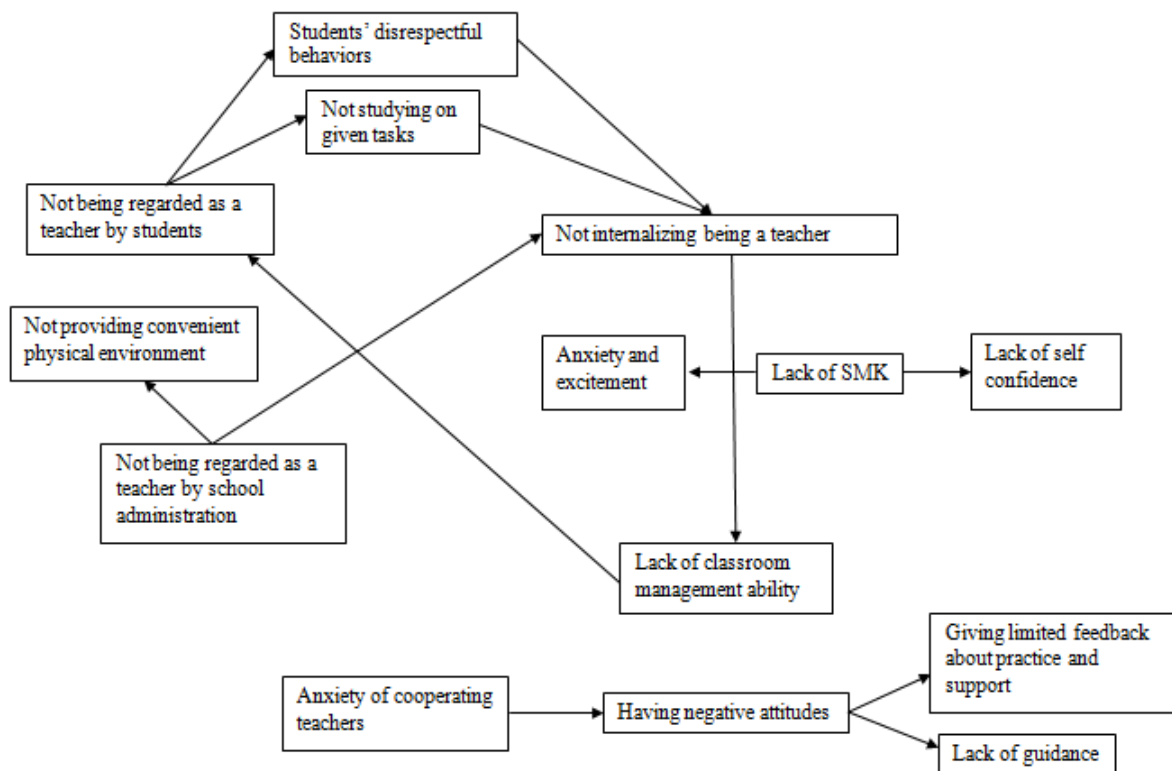 Students’ disrespectful
behaviors
Not studying on
given tasks
Not being regarded as a
teacher by students
Not internalizing being a teacher
Not providing convenient
physical environment
Anxiety and
excitement
Lack of SMK
Lack of self
confidence
Not being regarded as a
teacher by school
administration
Lack of classroom
management ability
Giving limited feedback
about practice and
support
Anxiety of cooperating
teachers
Having negative attitudes
Lack of guidance